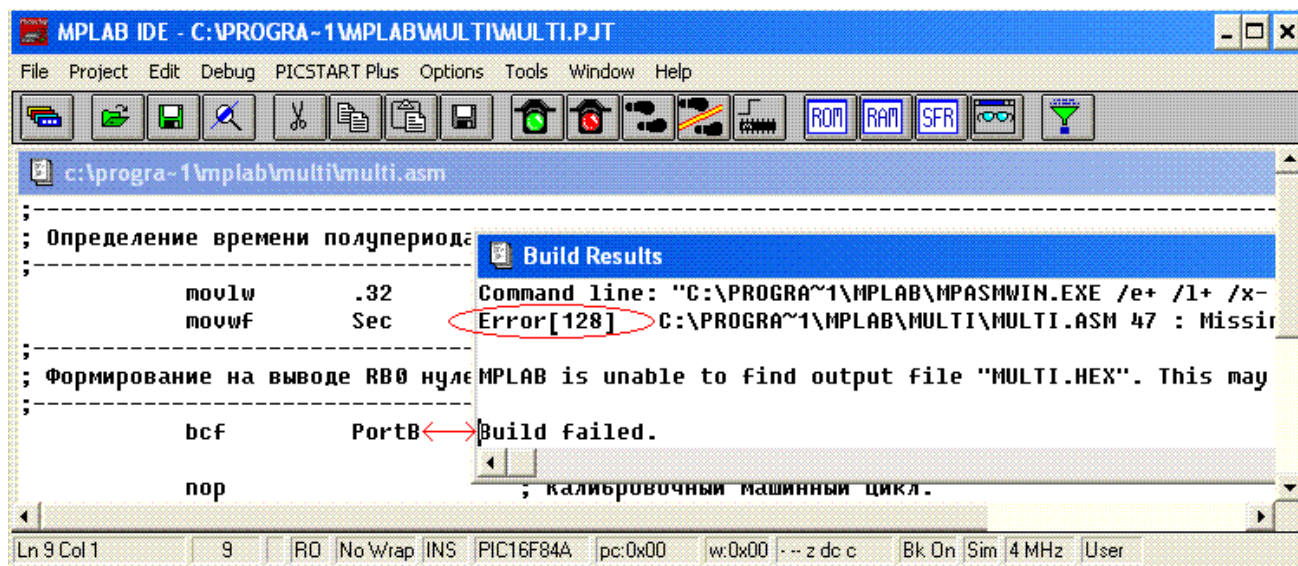 MPLAB IDE - C:\PROGRA~1\MPLAB\MULTI\MULTI.PJT
File Project Edit Debug PICSTART Plus Options Tools Window Help
ROM RAM SFR
c:\progra~1\mplab\multi\multi.asm
;-----------------------------------------------------------------------
; Определение времени полупериода
;-----------------------------------------------------------------------
movlw .32
movwf Sec
;-----------------------------------------------------------------------
; Формирование на выводе RB0 нуле
;-----------------------------------------------------------------------
bcf PortB
nop ; Калибровочный машинный цикл.
Build Results
Command line: "C:\PROGRA~1\MPLAB\MPASMWIN.EXE /e+ /l+ /x-
Error[128] C:\PROGRA~1\MPLAB\MULTI\MULTI.ASM 47 : Missin
MPLAB is unable to find output file "MULTI.HEX". This may
Build failed.
Ln 9 Col 1 9 RO No Wrap INS PIC16F84A pc:0x00 w:0x00 - -- z dc c Bk On Sim 4 MHz User